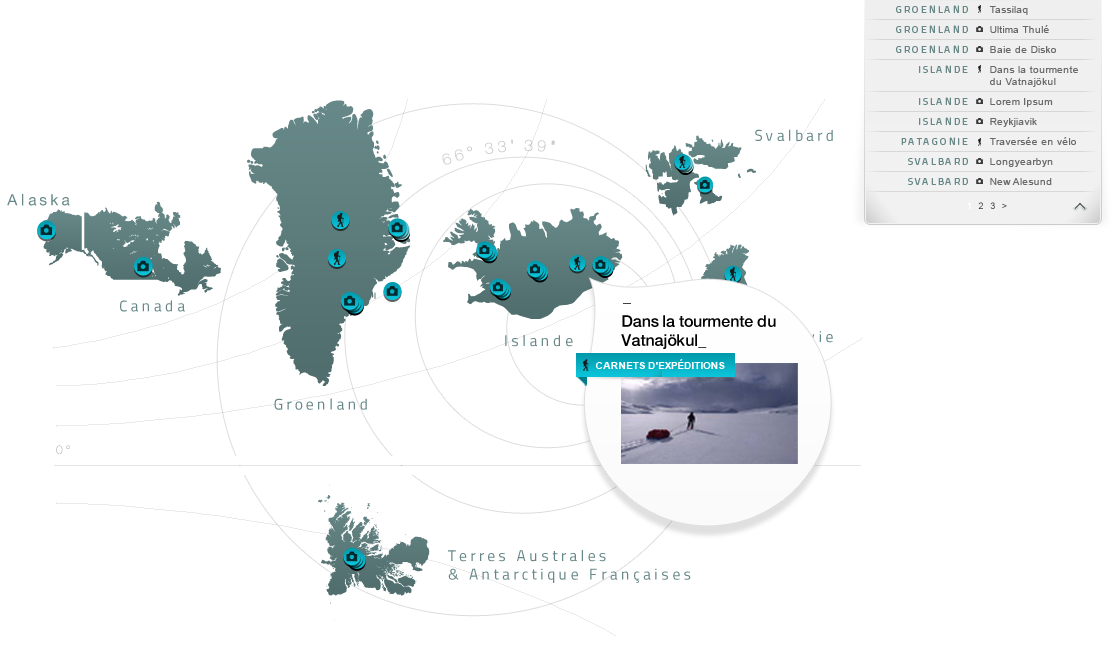 GROENLAND Tassilaq
GROENLAND Ultima Thulé
GROENLAND Baie de Disko
ISLANDE Dans la tourmente
du Vatnajökul
ISLANDE Lorem Ipsum
ISLANDE Reykjiavik
PATAGONIE Traversée en vélo
SVALBARD Longyearbyn
SVALBARD New Alesund
1 2 3 >
Svalbard
66° 33' 39"
Alaska
Canada
_
Dans la tourmente du
Vatnajökul_
Islande
vie
CARNETS D'EXPÉDITIONS
Groenland
0°
Terres Australes
& Antarctique Françaises